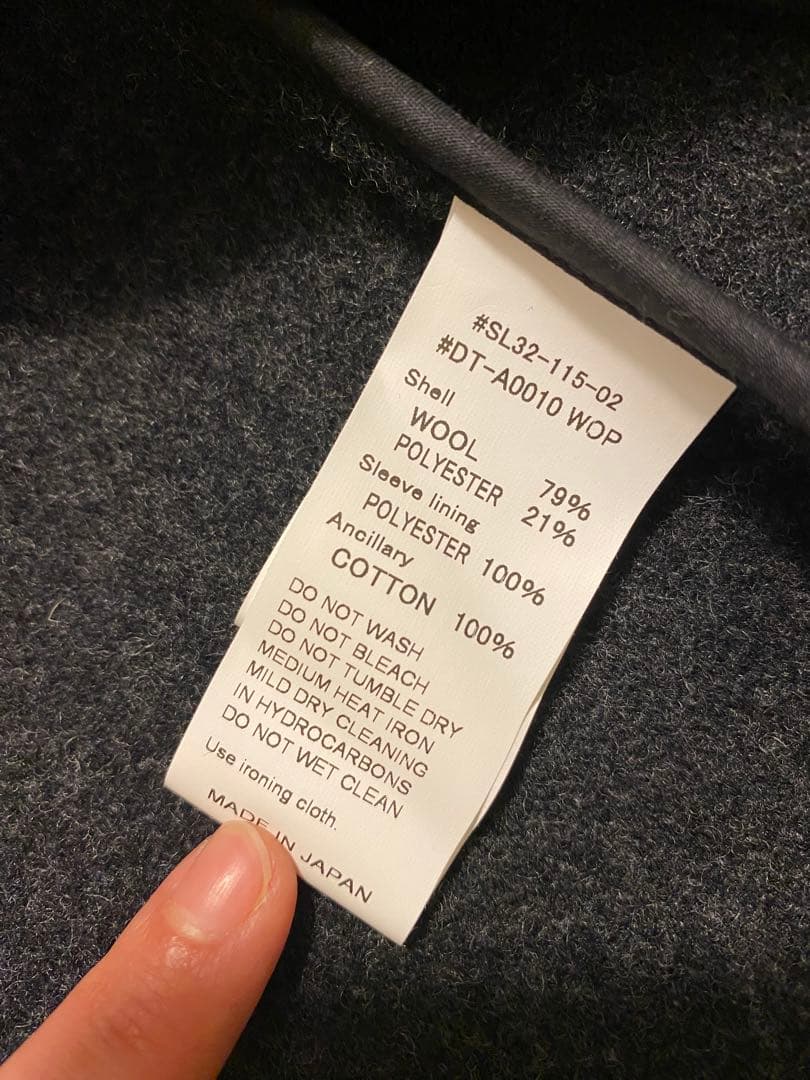 #SL32-115-02
#DT-A0010 WOP
Shell
WOOL 79%
POLYESTER 21%
Sleeve lining
POLYESTER 100%
Ancillary
COTTON 100%
DO NOT WASH
DO NOT BLEACH
DO NOT TUMBLE DRY
MEDIUM HEAT IRON
MILD DRY CLEANING
IN HYDROCARBONS
DO NOT WET CLEAN
Use ironing cloth.
MADE IN JAPAN